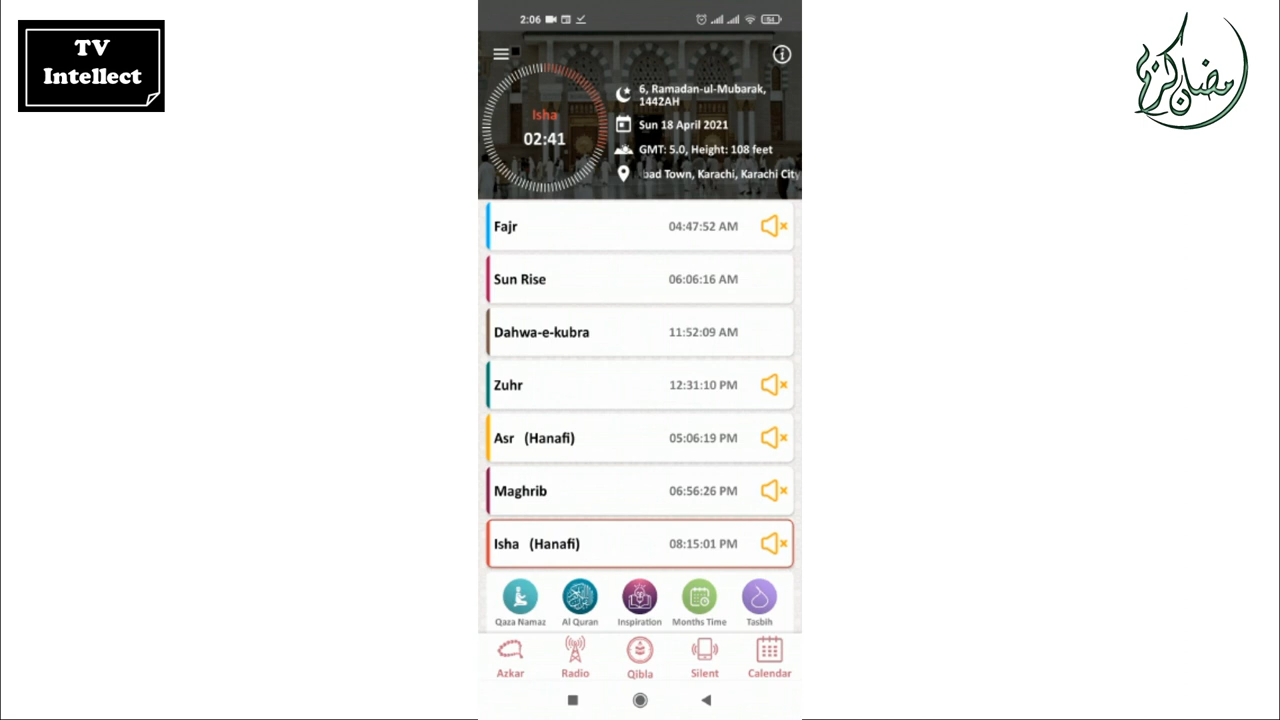 TV
Intellect
رمضان كريم
2:06
54
Isha
02:41
6, Ramadan-ul-Mubarak,
1442AH
Sun 18 April 2021
GMT: 5.0, Height: 108 feet
bad Town, Karachi, Karachi City
Fajr 04:47:52 AM
Sun Rise 06:06:16 AM
Dahwa-e-kubra 11:52:09 AM
Zuhr 12:31:10 PM
Asr (Hanafi) 05:06:19 PM
Maghrib 06:56:26 PM
Isha (Hanafi) 08:15:01 PM
Qaza Namaz Al Quran Inspiration Months Time Tasbih
Azkar Radio Qibla Silent Calendar